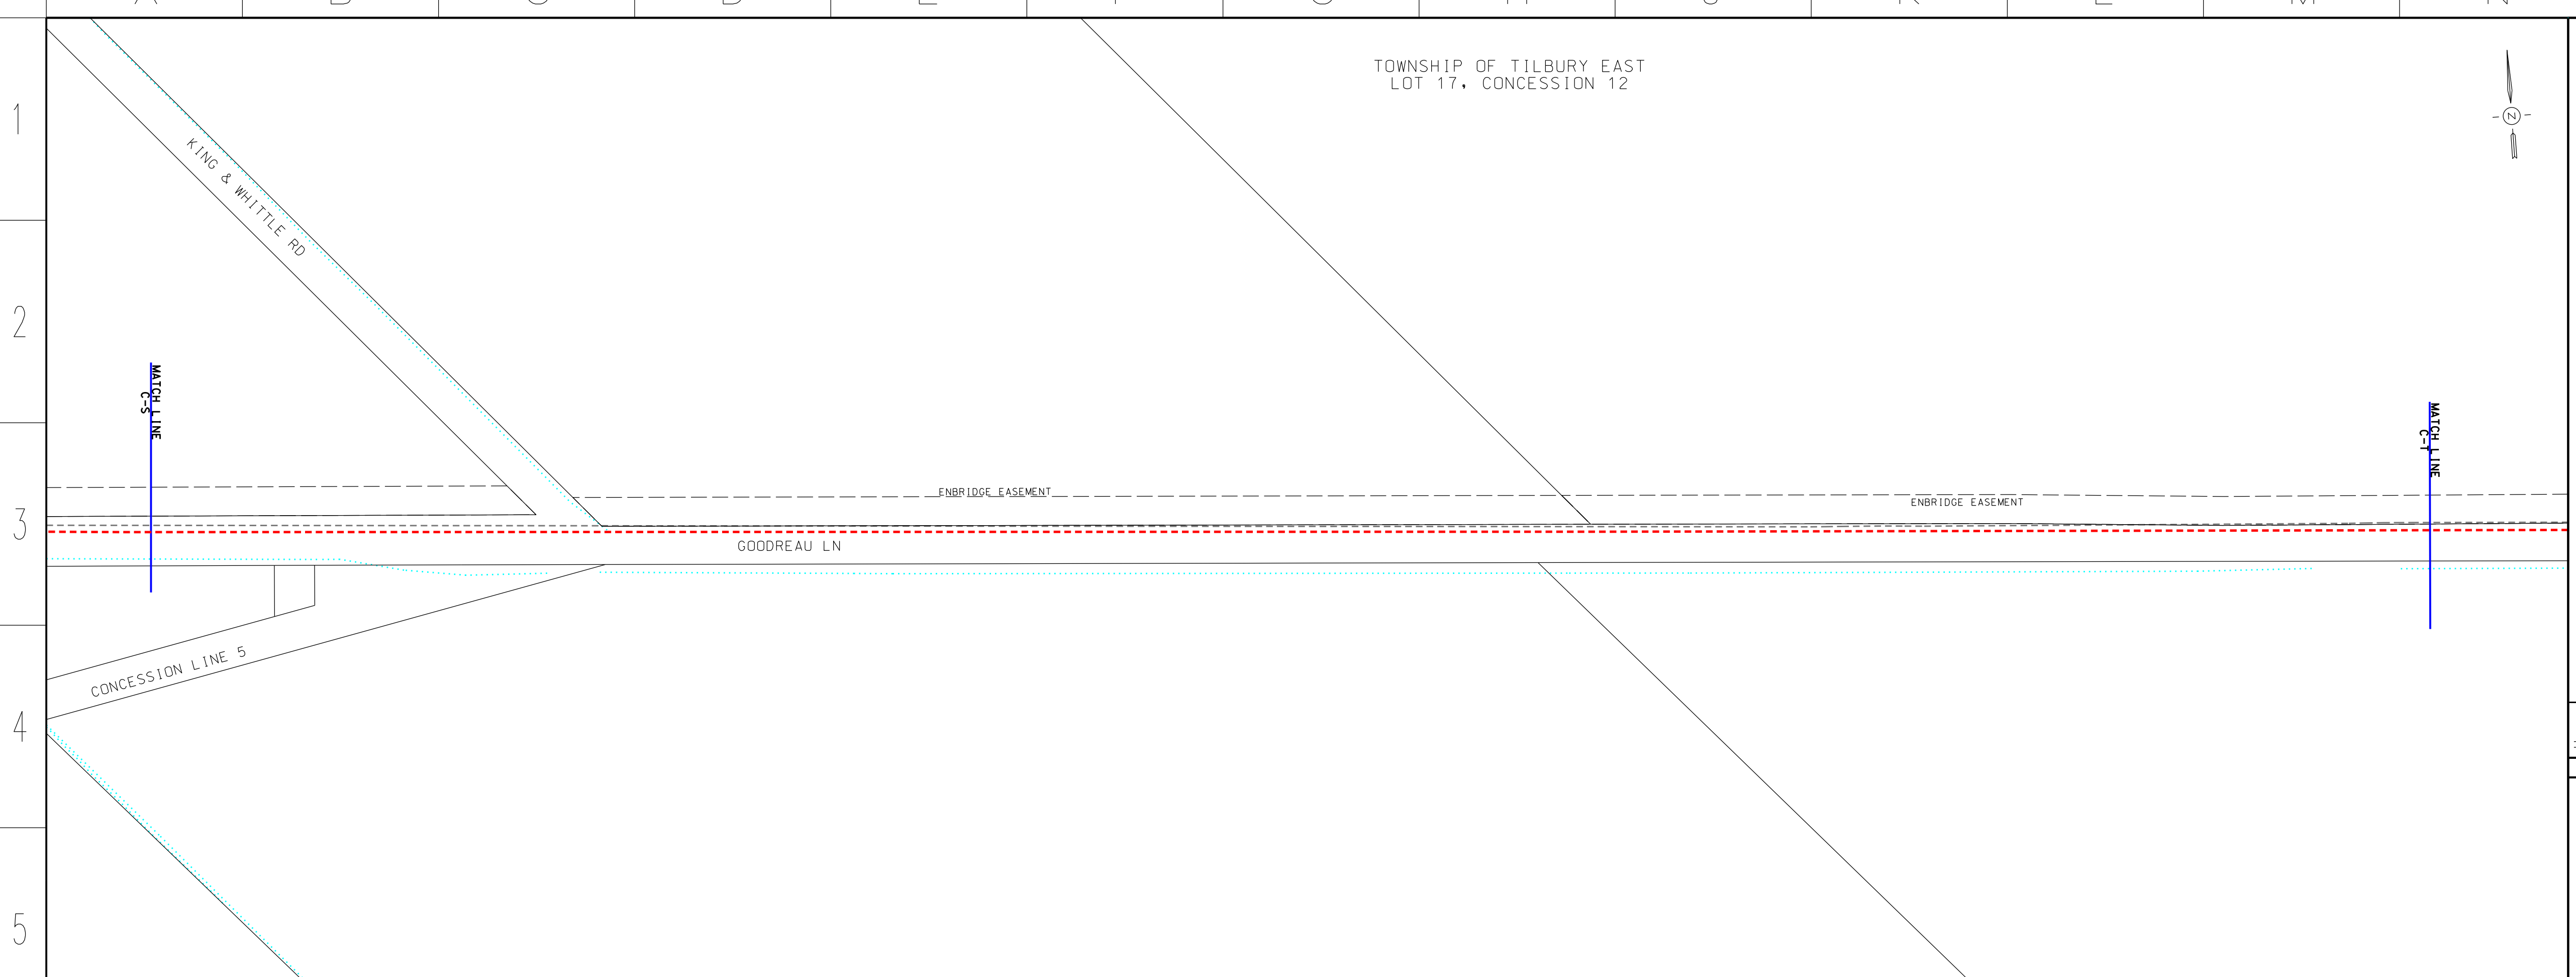 TOWNSHIP OF TILBURY EAST
LOT 17, CONCESSION 12
N
1
KING & WHITTLE RD
2
MATCH LINE
C-S
MATCH LINE
C-T
ENBRIDGE EASEMENT
ENBRIDGE EASEMENT
3
GOODREAU LN
CONCESSION LINE 5
4
5